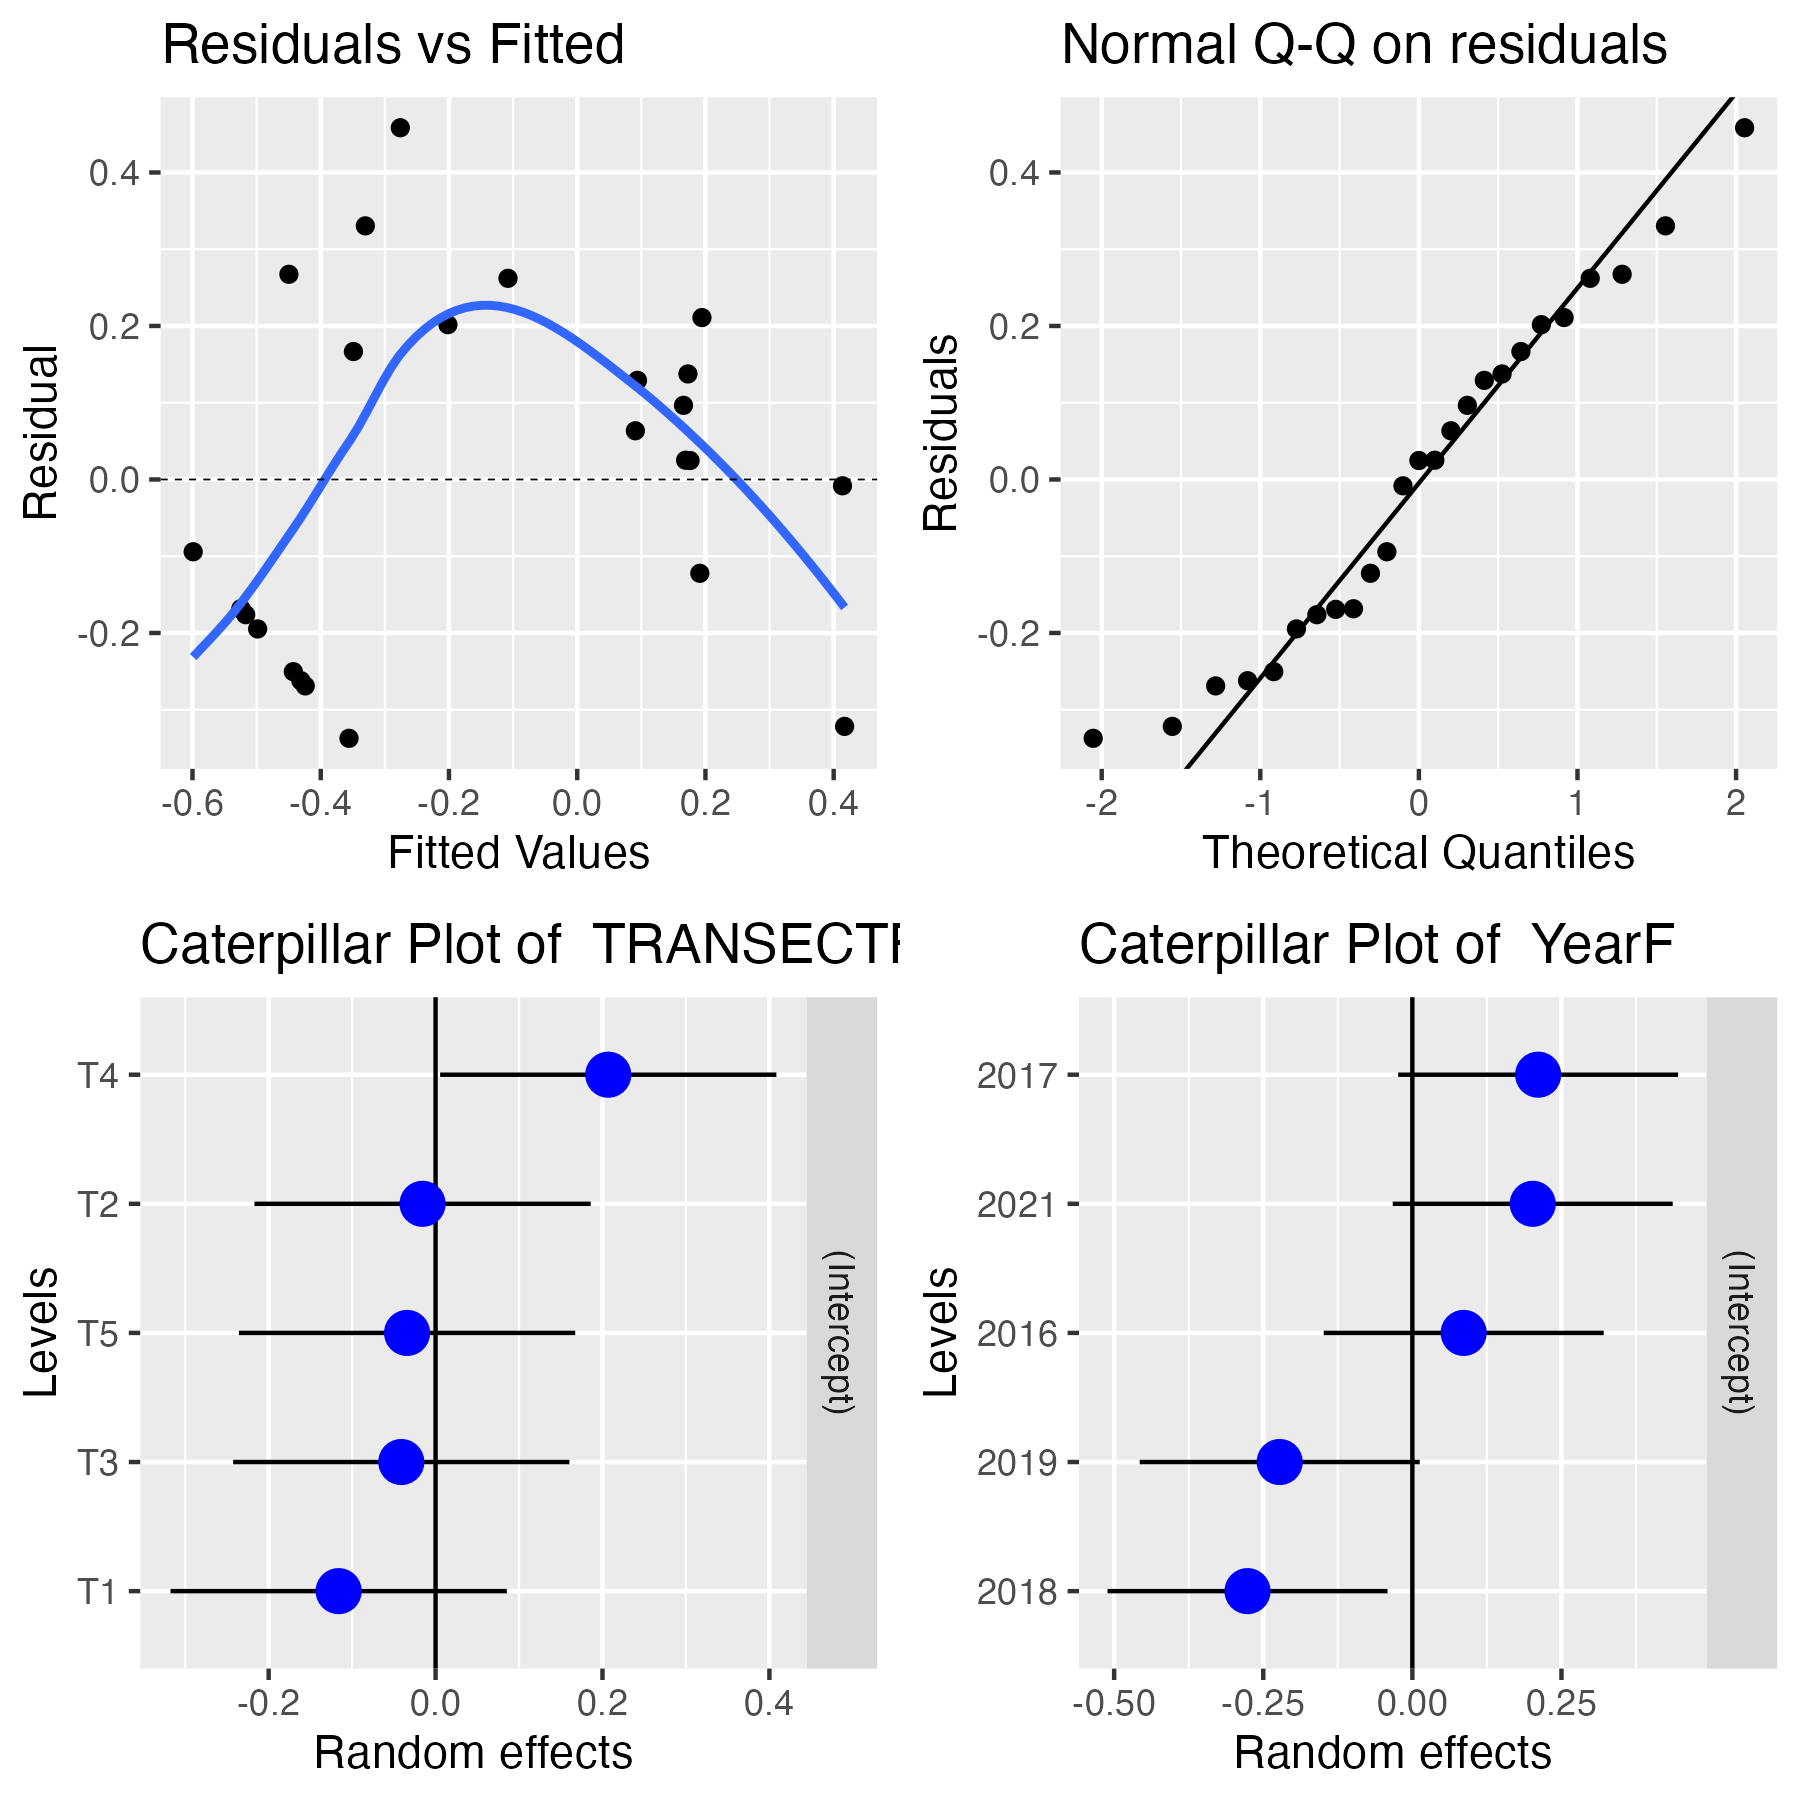 Residuals vs Fitted
Residual
0.4
0.2
0.0
-0.2
-0.6 -0.4 -0.2 0.0 0.2 0.4
Fitted Values
Normal Q-Q on residuals
Residuals
0.4
0.2
0.0
-0.2
-2 -1 0 1 2
Theoretical Quantiles
Caterpillar Plot of TRANSECT
Levels
T4
T2
T5
T3
T1
(Intercept)
-0.2 0.0 0.2 0.4
Random effects
Caterpillar Plot of YearF
Levels
2017
2021
2016
2019
2018
(Intercept)
-0.50 -0.25 0.00 0.25
Random effects